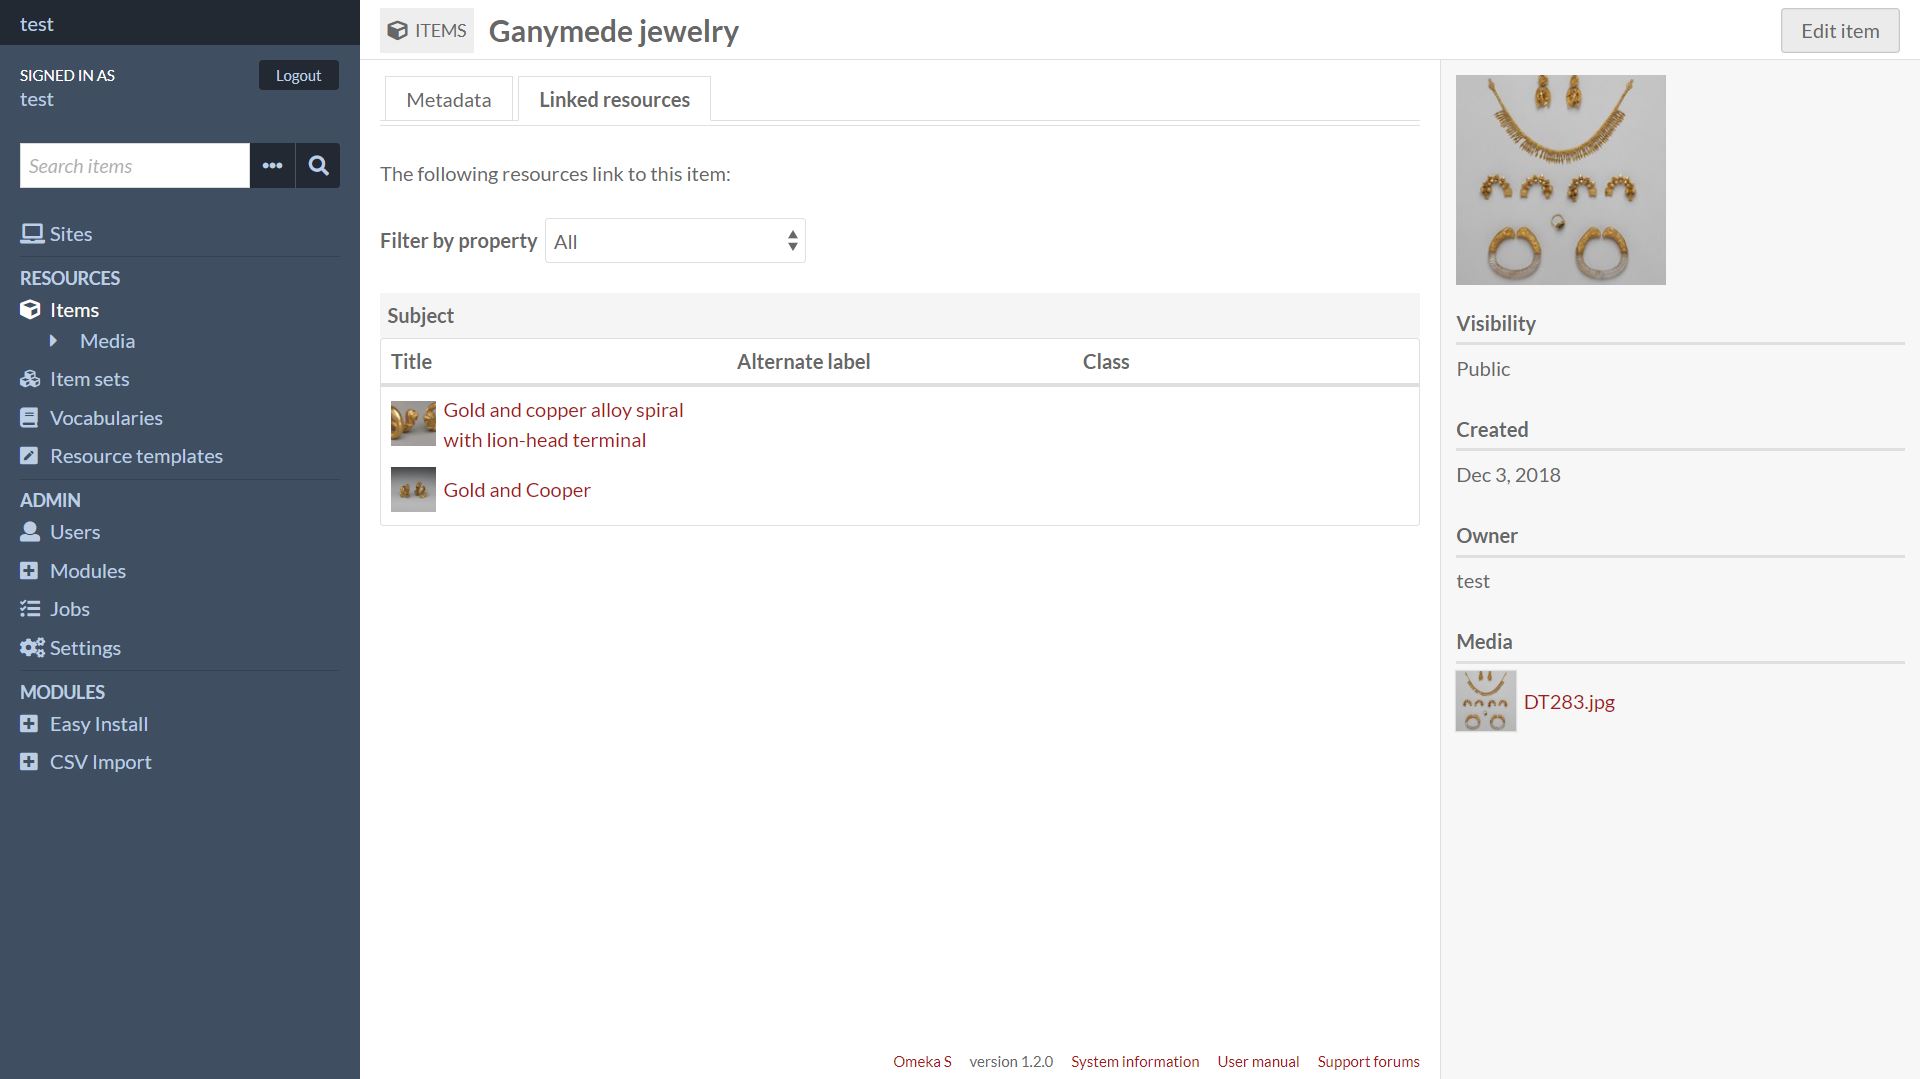 test
SIGNED IN AS
Logout
test
Search items
Sites
RESOURCES
Items
Media
Item sets
Vocabularies
Resource templates
ADMIN
Users
Modules
Jobs
Settings
MODULES
Easy Install
CSV Import
ITEMS
Ganymede jewelry
Edit item
Metadata
Linked resources
The following resources link to this item:
Filter by property
All
Subject
Title Alternate label Class
Gold and copper alloy spiral
with lion-head terminal
Gold and Cooper
Visibility
Public
Created
Dec 3, 2018
Owner
test
Media
DT283.jpg
Omeka S version 1.2.0 System information User manual Support forums